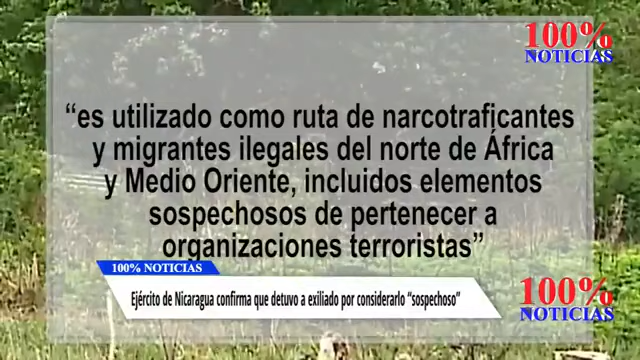 100%
NOTICIAS
“es utilizado como ruta de narcotraficantes
y migrantes ilegales del norte de África
y Medio Oriente, incluidos elementos
sospechosos de pertenecer a
organizaciones terroristas”
100% NOTICIAS
Ejército de Nicaragua confirma que detuvo a exiliado por considerarlo “sospechoso”
100%
NOTICIAS